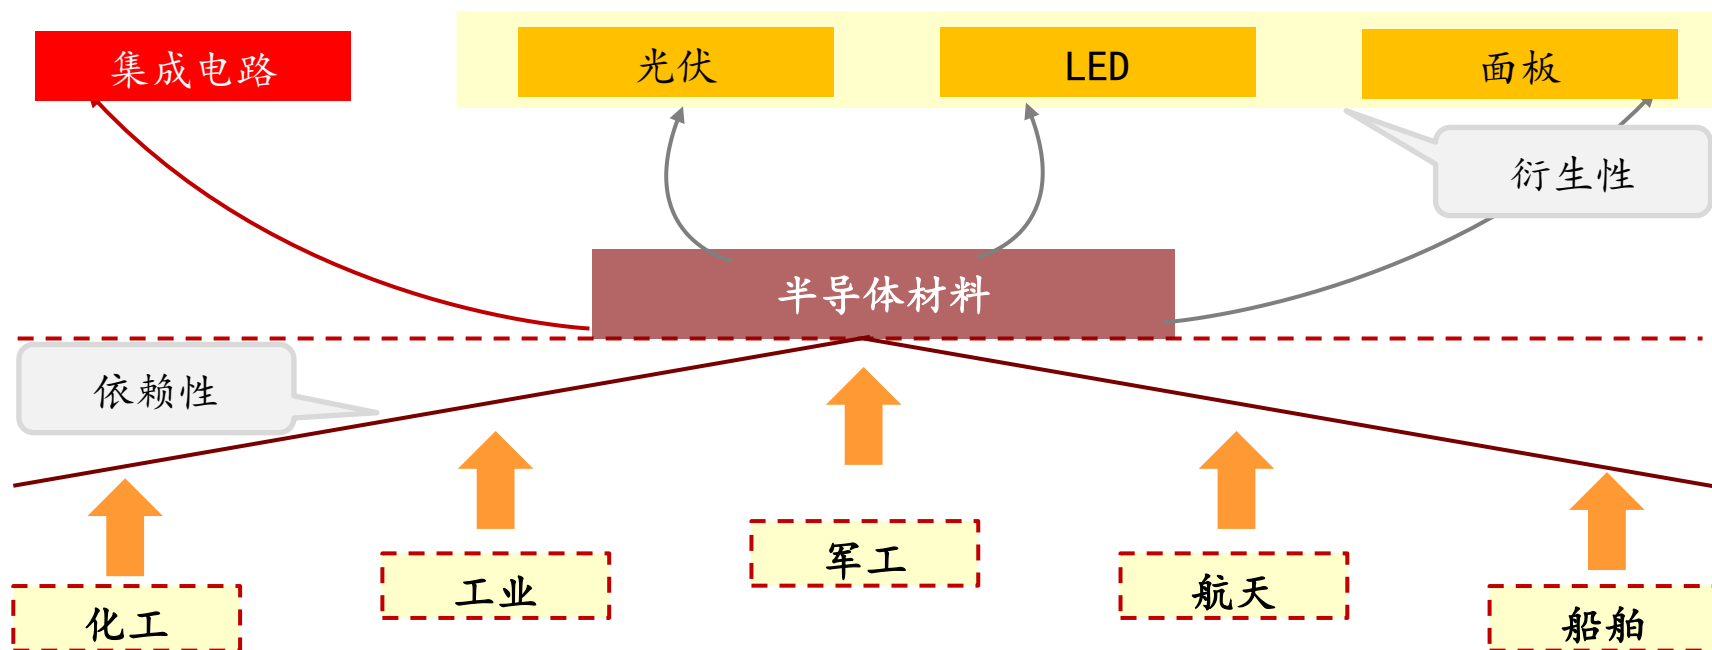 集成电路
光伏
LED
面板
衍生性
半导体材料
依赖性
军工
工业
航天
化工
船舶